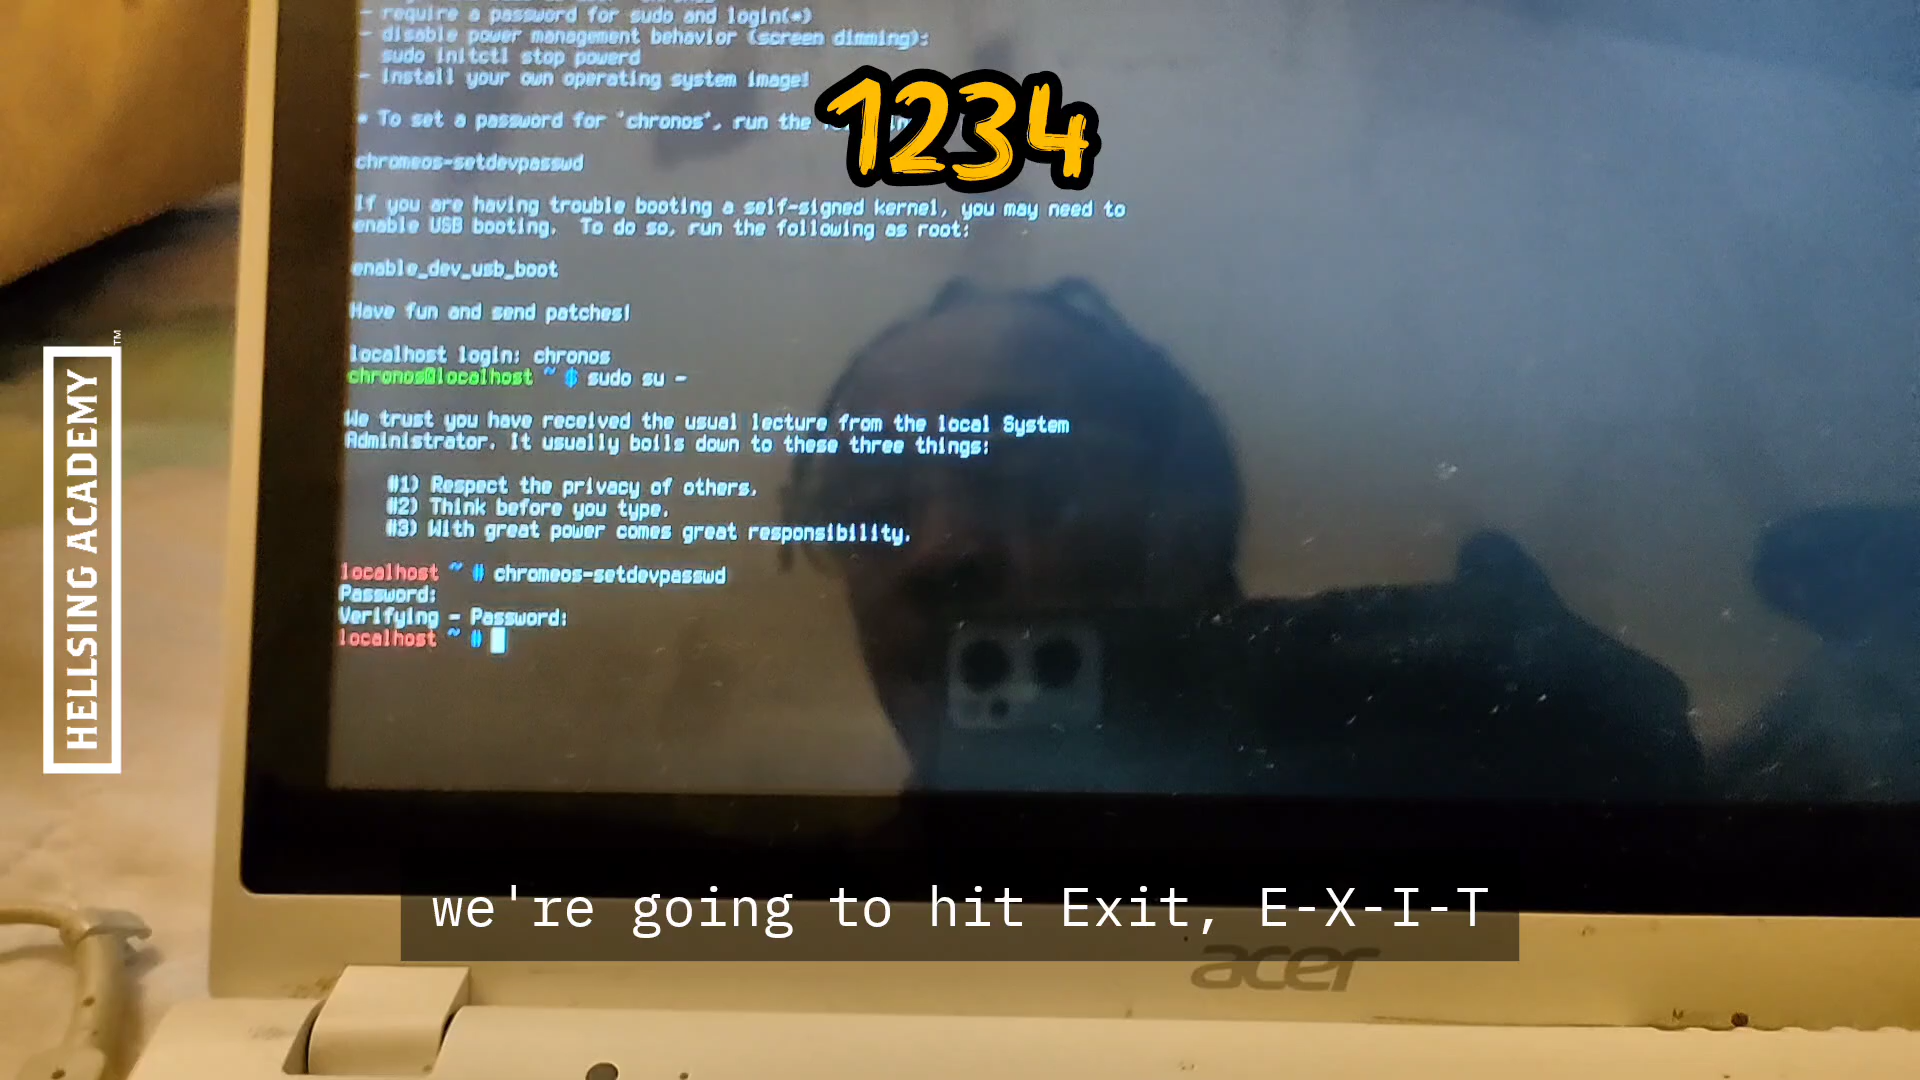 - require a password for sudo and login(*)
- disable power management behavior (screen dimming):
sudo initctl stop powerd
- install your own operating system image!
1234
* To set a password for 'chronos', run the
chromeos-setdevpasswd
If you are having trouble booting a self-signed kernel, you may need to
enable USB booting. To do so, run the following as root:
enable_dev_usb_boot
Have fun and send patches!
localhost login: chronos
chronos@localhost ~ $ sudo su -
We trust you have received the usual lecture from the local System
Administrator. It usually boils down to these three things:
#1) Respect the privacy of others.
#2) Think before you type.
#3) With great power comes great responsibility.
localhost ~ # chromeos-setdevpasswd
Password:
Verifying - Password:
localhost ~ #
HELLSING ACADEMY™
we're going to hit Exit, E-X-I-T
acer